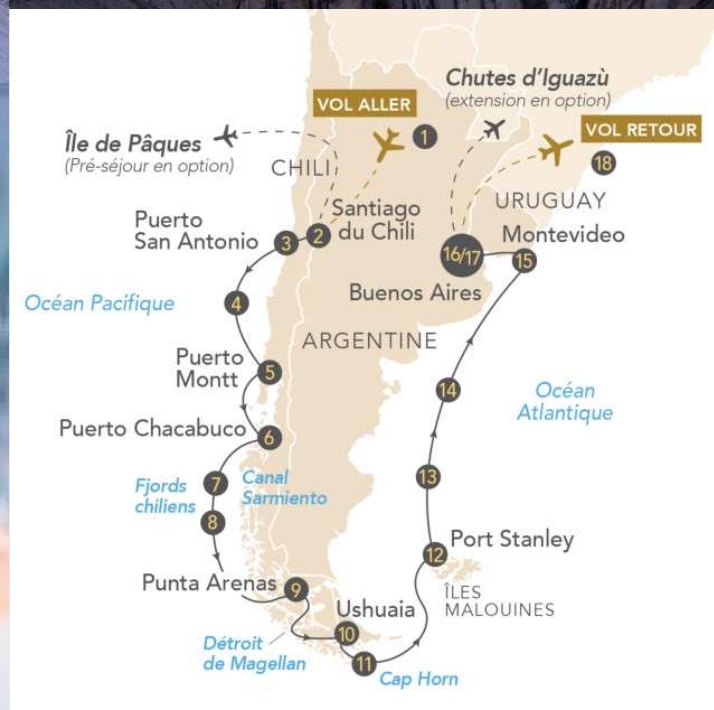 Chutes d'Iguazù
(extension en option)
VOL ALLER
1
Île de Pâques
(Pré-séjour en option)
VOL RETOUR
18
CHILI
URUGUAY
Puerto
San Antonio
3
2
Santiago
du Chili
Montevideo
16/17
15
Buenos Aires
Océan Pacifique
4
ARGENTINE
Puerto
Montt
5
14
Océan
Atlantique
Puerto Chacabuco
6
7
Canal
Sarmiento
Fjords
chiliens
8
13
12
Port Stanley
Punta Arenas
9
ÎLES
MALOUINES
Ushuaia
10
Détroit
de Magellan
11
Cap Horn